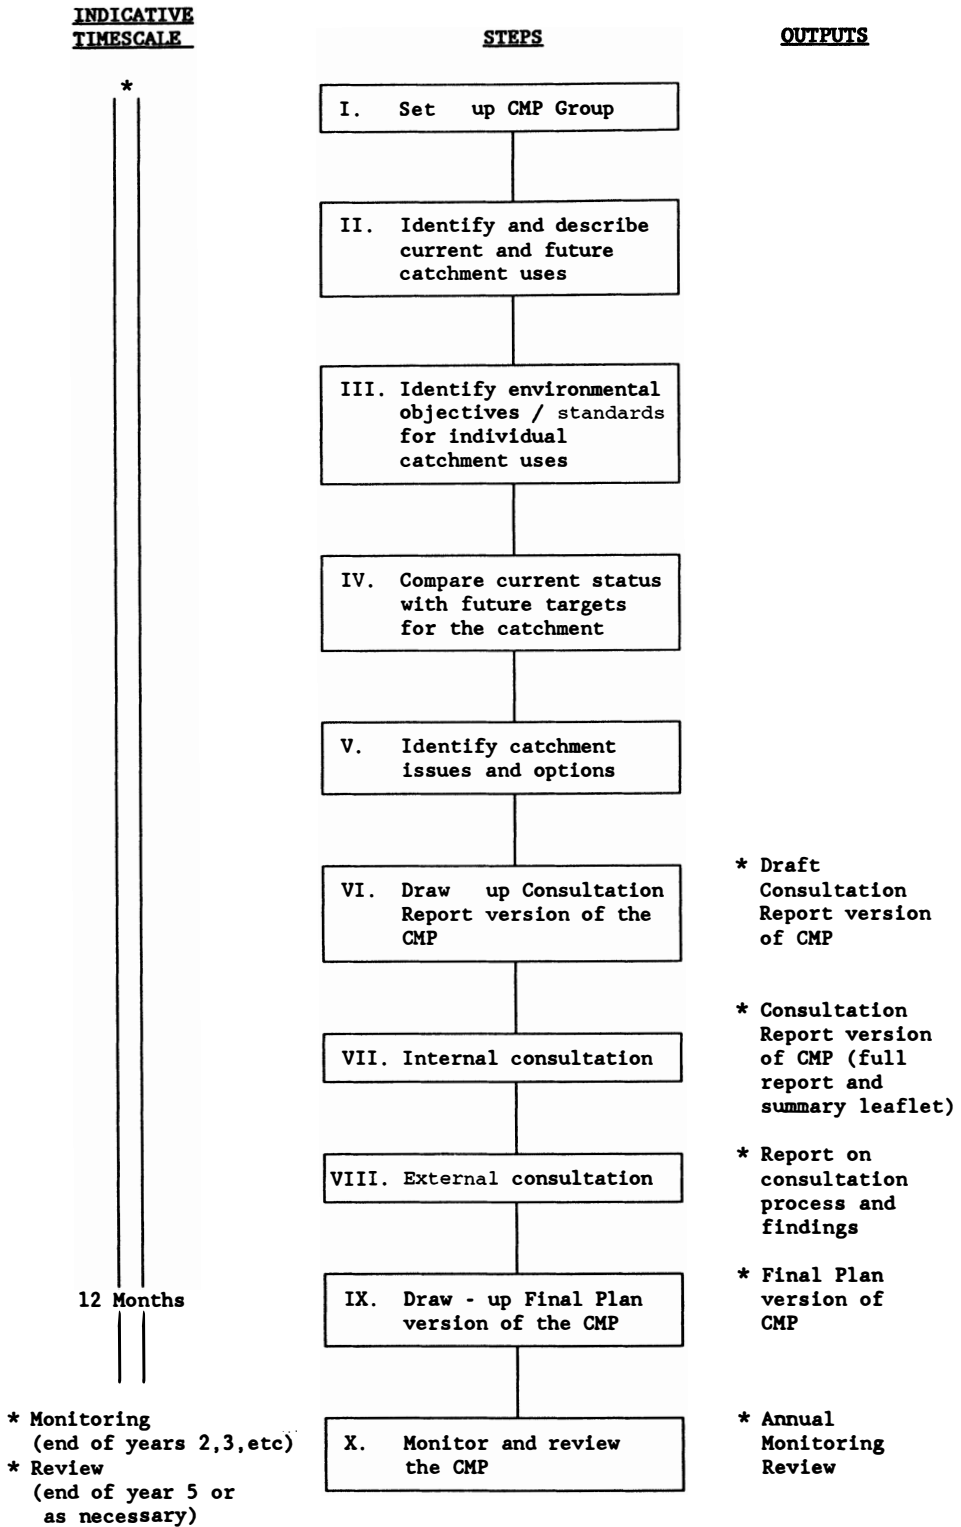 INDICATIVE
TIMESCALE
STEPS
OUTPUTS
*
I. Set up CMP Group
II. Identify and describe
current and future
catchment uses
III. Identify environmental
objectives / standards
for individual
catchment uses
IV. Compare current status
with future targets
for the catchment
V. Identify catchment
issues and options
VI. Draw up Consultation
Report version of the
CMP
* Draft
Consultation
Report version
of CMP
VII. Internal consultation
* Consultation
Report version
of CMP (full
report and
summary leaflet)
VIII. External consultation
* Report on
consultation
process and
findings
12 Months
IX. Draw - up Final Plan
version of the CMP
* Final Plan
version of
CMP
* Monitoring
(end of years 2,3,etc)
* Review
(end of year 5 or
as necessary)
X. Monitor and review
the CMP
* Annual
Monitoring
Review